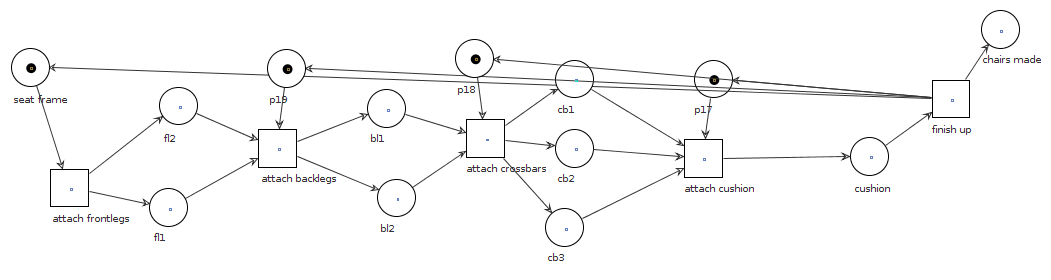 chairs made
seat frame
p19
p18
cb1
p17
fl2
bl1
finish up
attach backlegs
attach crossbars
cb2
attach cushion
cushion
attach frontlegs
fl1
bl2
cb3